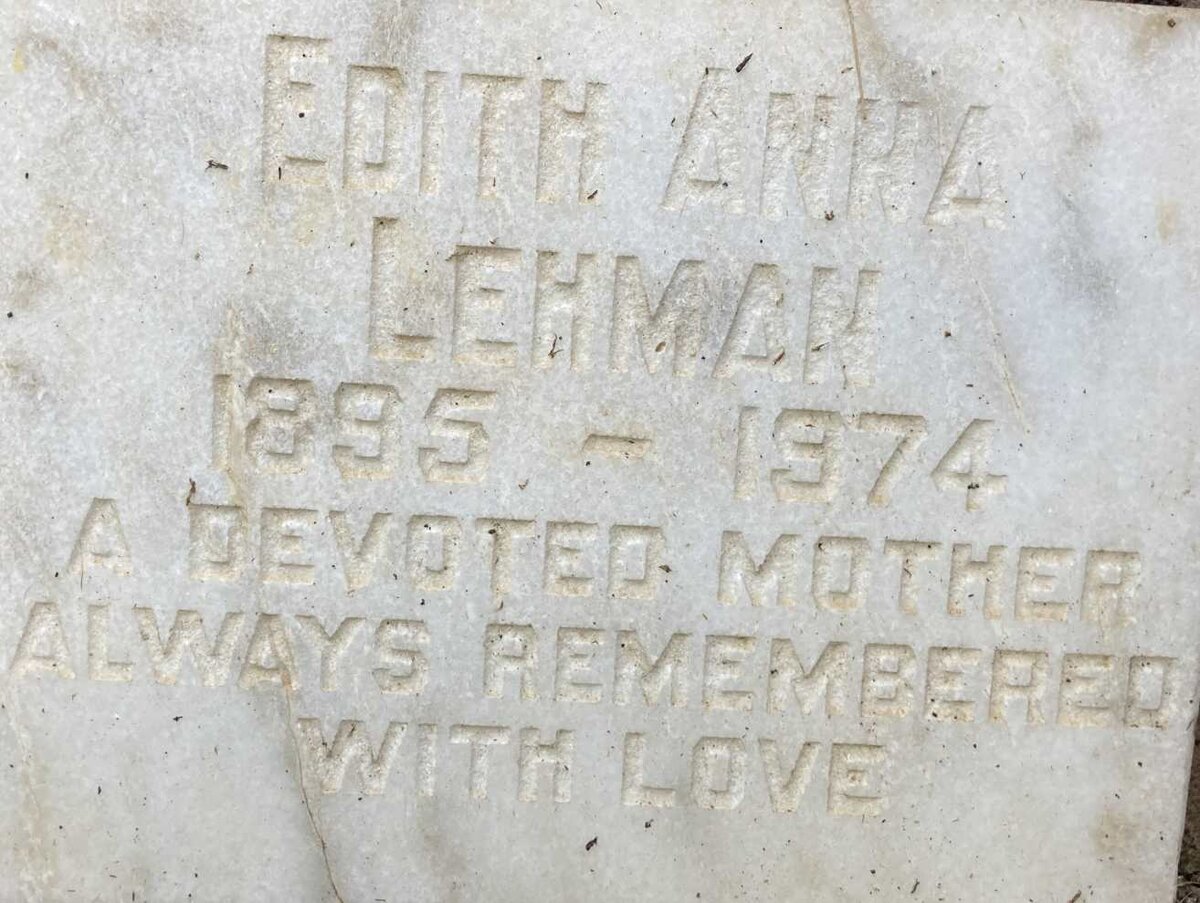 EDITH ANNA
LEHMAN
1895 - 1974
A DEVOTED MOTHER
ALWAYS REMEMBERED
WITH LOVE